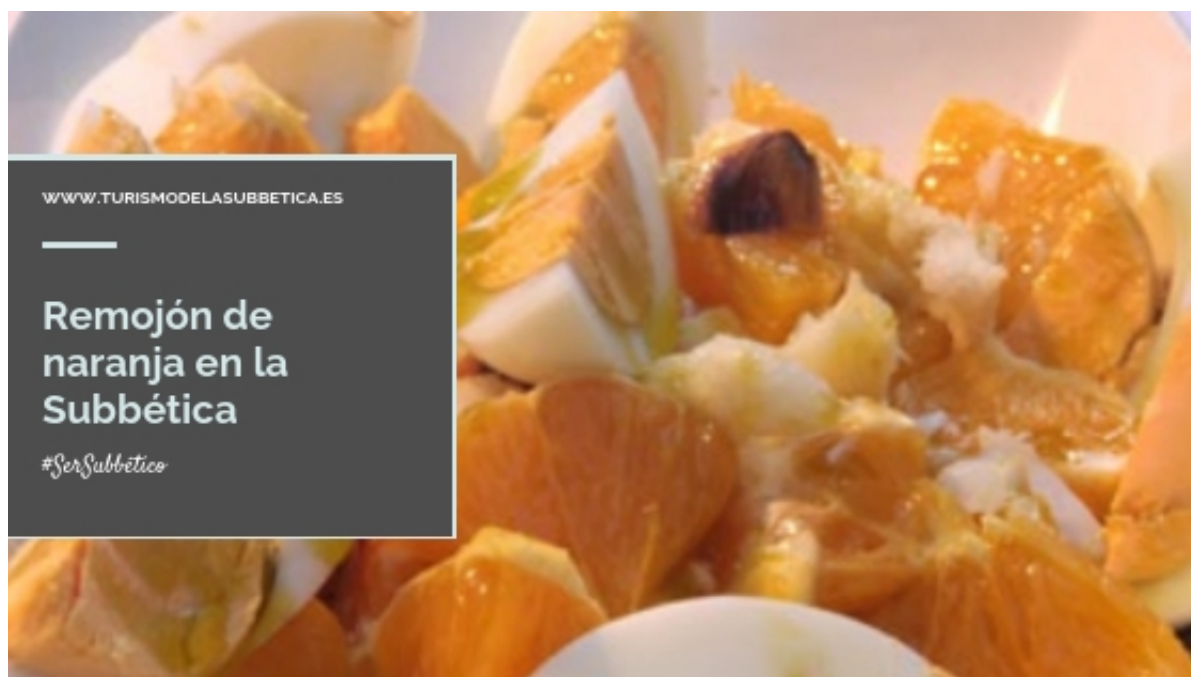 WWW.TURISMODELASUBBETICA.ES
Remojón de
naranja en la
Subbética
#SerSubbético